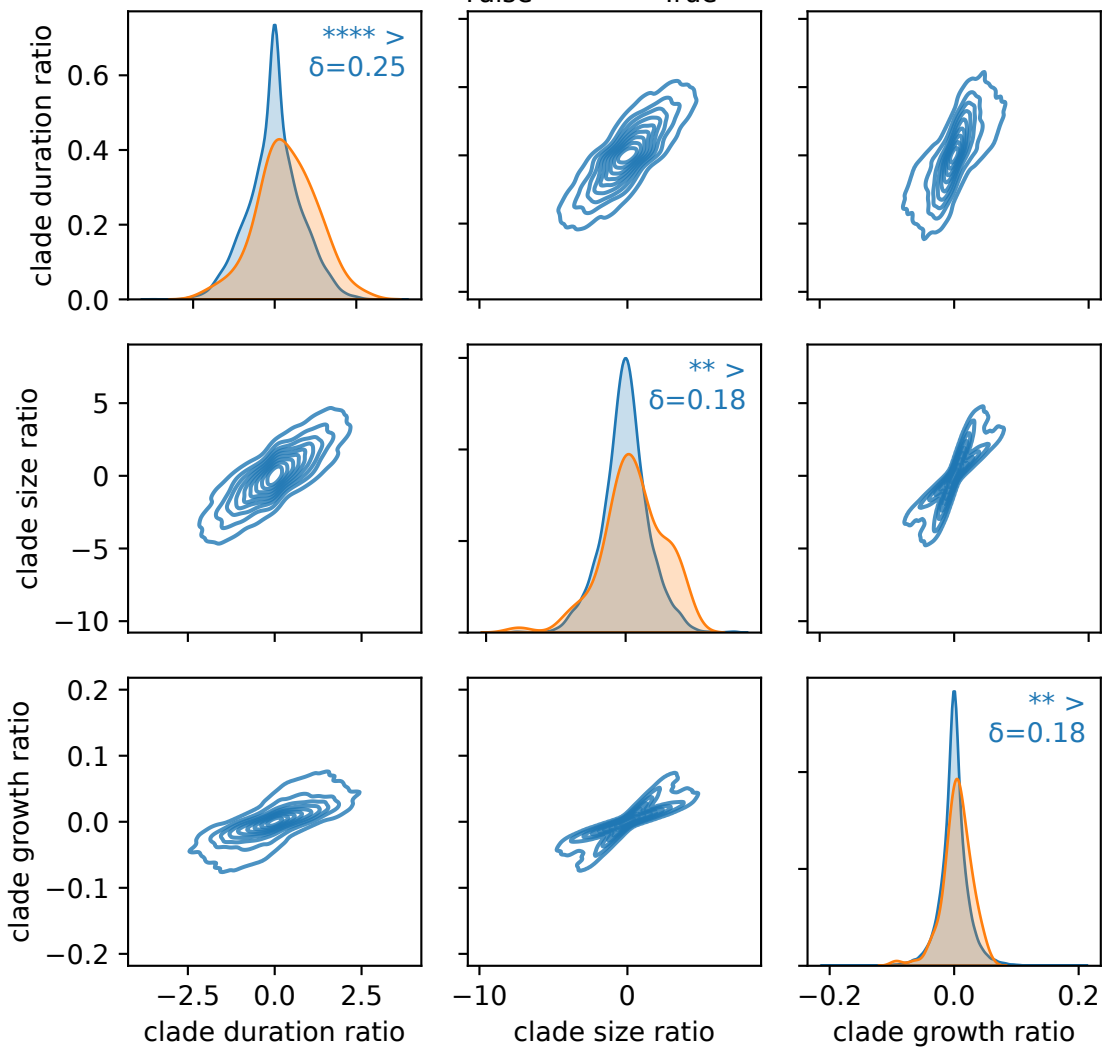 clade duration ratio
0.6
0.4
0.2
0.0
**** >
δ=0.25
clade size ratio
5
0
−5
−10
** >
δ=0.18
clade growth ratio
0.2
0.1
0.0
−0.1
−0.2
** >
δ=0.18
−2.5 0.0 2.5
−10 0
−0.2 0.0 0.2
clade duration ratio
clade size ratio
clade growth ratio